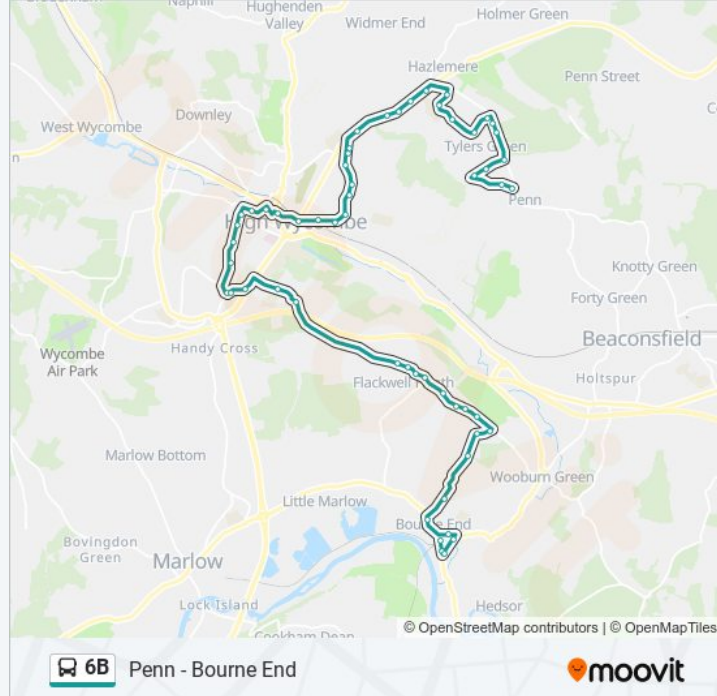 Hughenden
Valley
Widmer End
Holmer Green
Hazlemere
Penn Street
Downley
West Wycombe
Tylers Green
Penn
High Wycombe
Knotty Green
Forty Green
Beaconsfield
Handy Cross
Wycombe
Air Park
Holtspur
Flackwell Heath
Marlow Bottom
Wooburn Green
Little Marlow
Bourne End
Bovingdon
Green
Marlow
Lock Island
Hedsor
Cookham Dean
© OpenStreetMap contributors | © OpenMapTiles
6B Penn - Bourne End
moovit